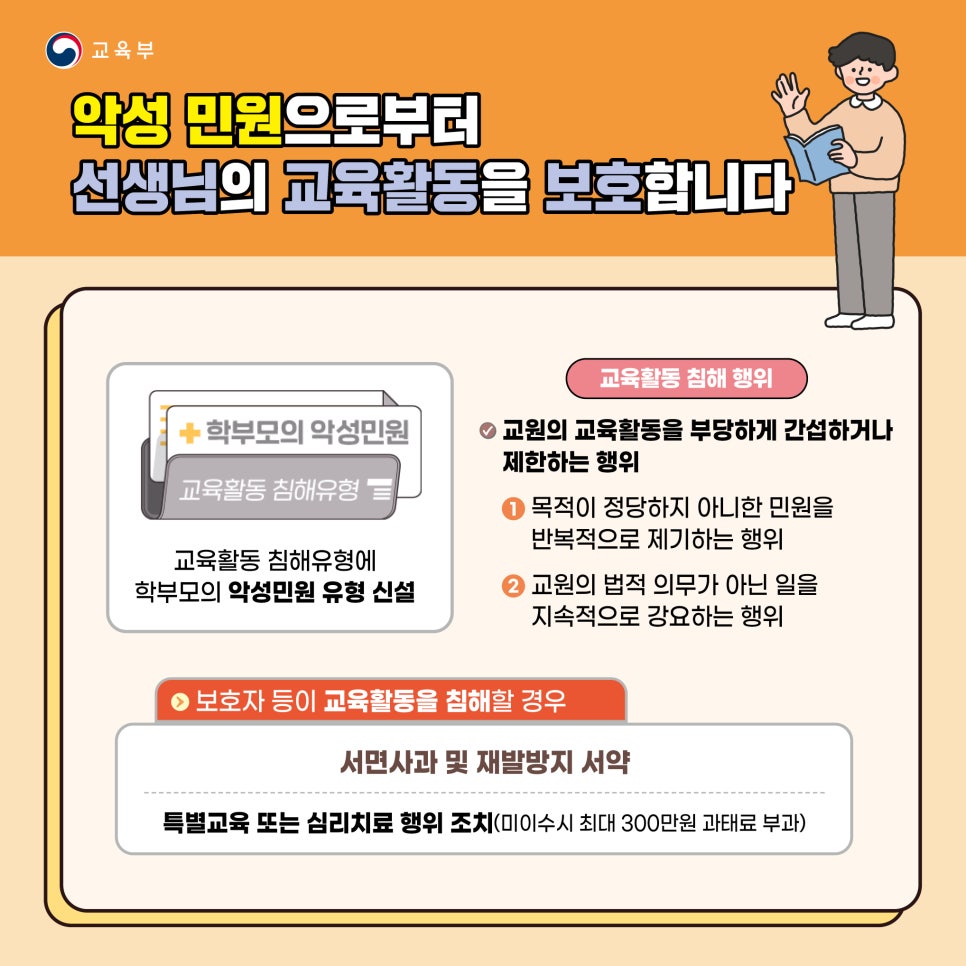 교육부
악성 민원으로부터
선생님의 교육활동을 보호합니다
학부모의 악성민원
교육활동 침해유형
교육활동 침해유형에
학부모의 악성민원 유형 신설
교육활동 침해 행위
교원의 교육활동을 부당하게 간섭하거나
제한하는 행위
1 목적이 정당하지 아니한 민원을
반복적으로 제기하는 행위
2 교원의 법적 의무가 아닌 일을
지속적으로 강요하는 행위
보호자 등이 교육활동을 침해할 경우
서면사과 및 재발방지 서약
특별교육 또는 심리치료 행위 조치(미이수시 최대 300만원 과태료 부과)